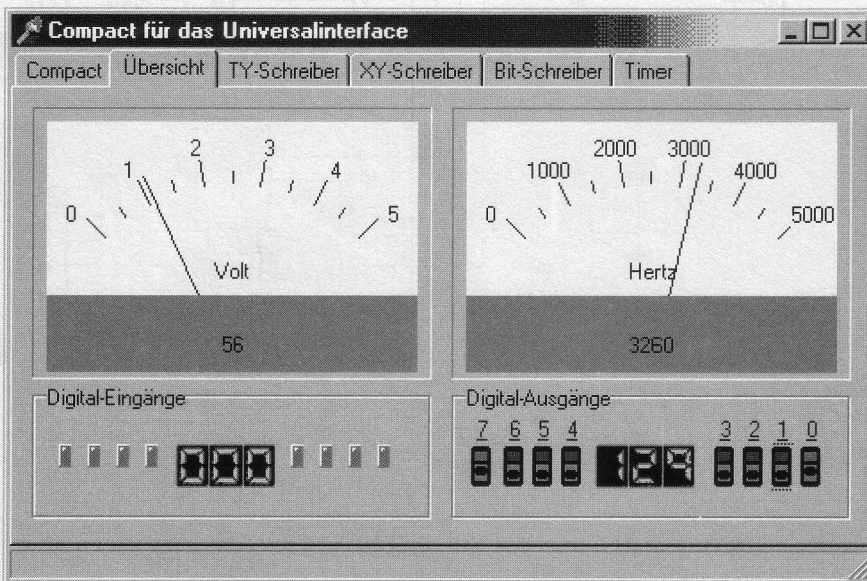 Compact für das Universalinterface
Compact Übersicht TY-Schreiber XY-Schreiber Bit-Schreiber Timer
0 1 2 3 4 5
Volt
56
0 1000 2000 3000 4000 5000
Hertz
3260
Digital-Eingänge
000
Digital-Ausgänge
7 6 5 4 129 3 2 1 0